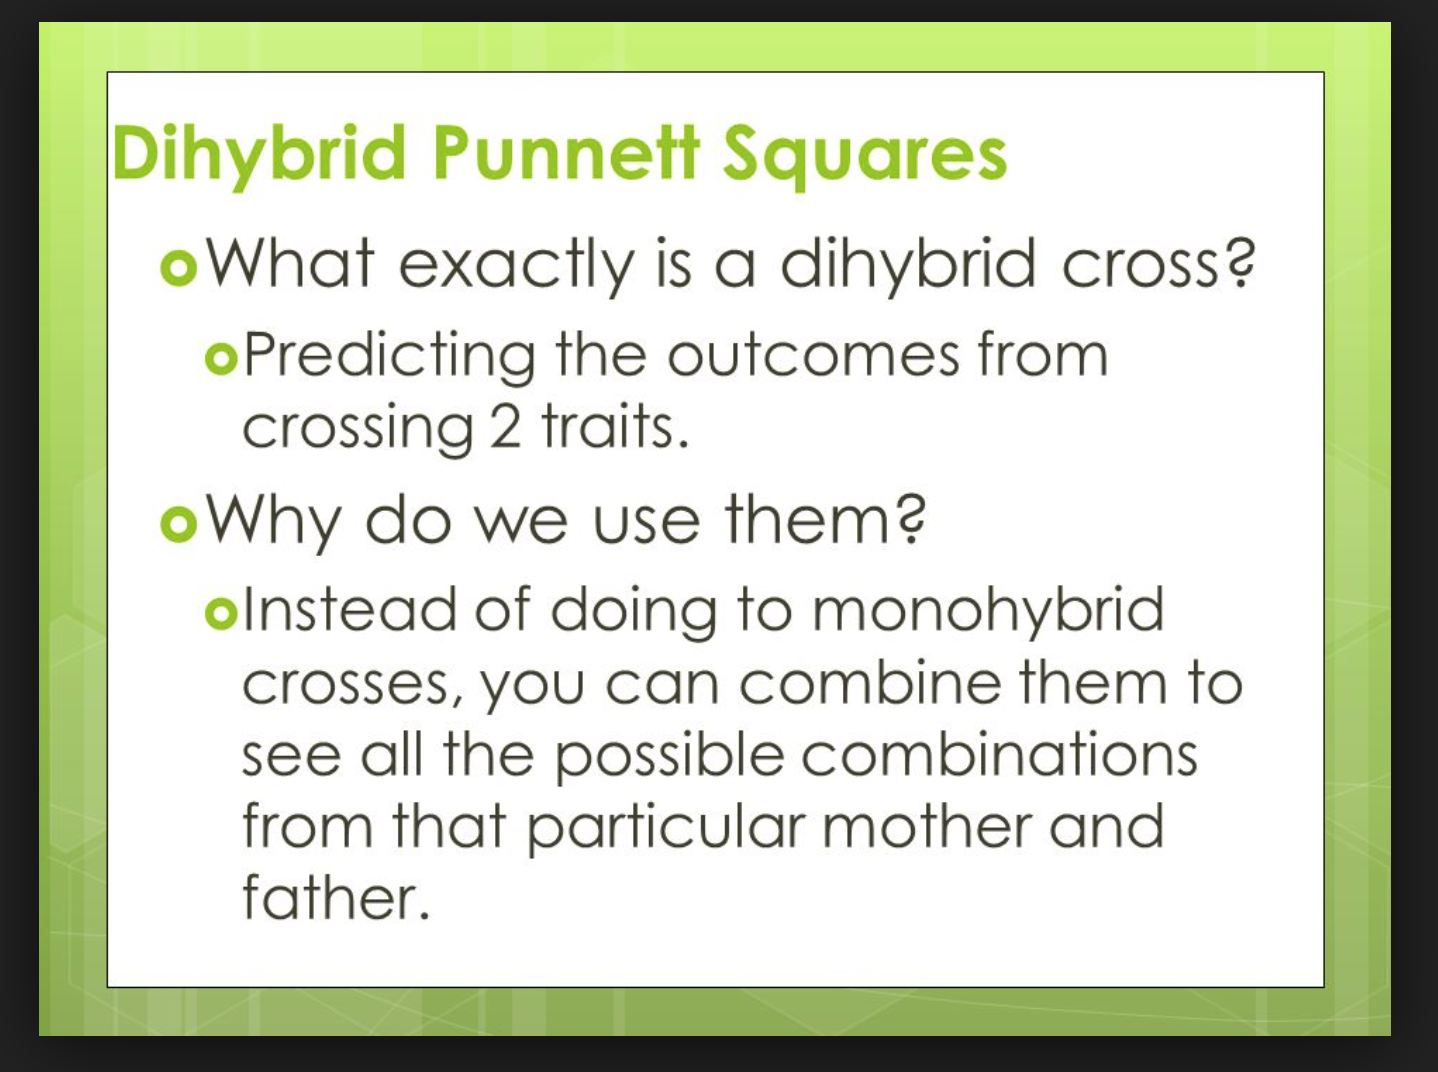 Dihybrid Punnett Squares
What exactly is a dihybrid cross?
Predicting the outcomes from
crossing 2 traits.
Why do we use them?
Instead of doing to monohybrid
crosses, you can combine them to
see all the possible combinations
from that particular mother and
father.